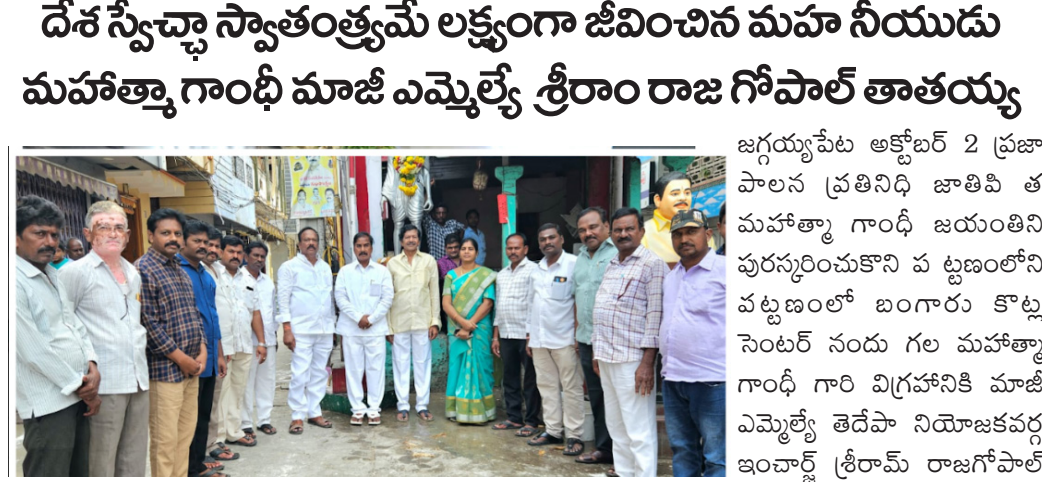 దేశ స్వేచ్ఛా స్వాతంత్ర్యమే లక్ష్యంగా జీవించిన మహ నీయుడు
మహాత్మా గాంధీ మాజీ ఎమ్మెల్యే శ్రీరాం రాజ గోపాల్ తాతయ్య
జగ్గయ్యపేట అక్టోబర్ 2 ప్రజా
పాలన ప్రతినిధి జాతిపి త
మహాత్మా గాంధీ జయంతిని
పురస్కరించుకొని ప ట్టణంలోని
వట్టణంలో బంగారు కొట్ల
సెంటర్ నందు గల మహాత్మా
గాంధీ గారి విగ్రహానికి మాజీ
ఎమ్మెల్యే తెదేపా నియోజకవర్గ
ఇంచార్జ్ శ్రీరామ్ రాజగోపాల్